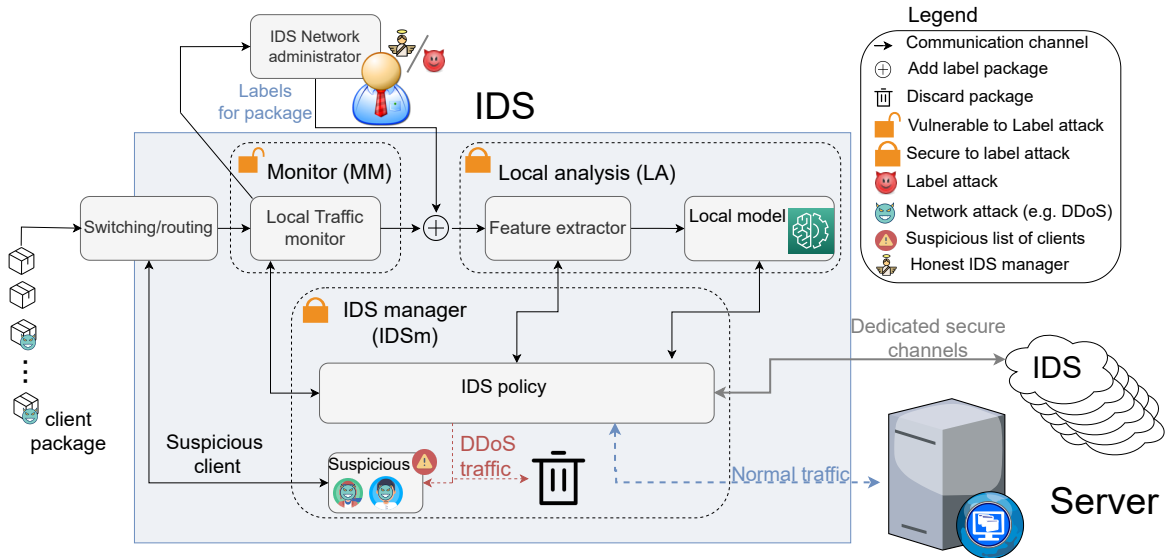 IDS Network
administrator
Labels
for package
IDS
Monitor (MM)
Local analysis (LA)
Switching/routing
Local Traffic
monitor
Feature extractor
Local model
IDS manager
(IDSm)
IDS policy
Suspicious
client
Suspicious
DDoS
traffic
Normal traffic
Dedicated secure
channels
IDS
Server
client
package
Legend
Communication channel
Add label package
Discard package
Vulnerable to Label attack
Secure to label attack
Label attack
Network attack (e.g. DDoS)
Suspicious list of clients
Honest IDS manager